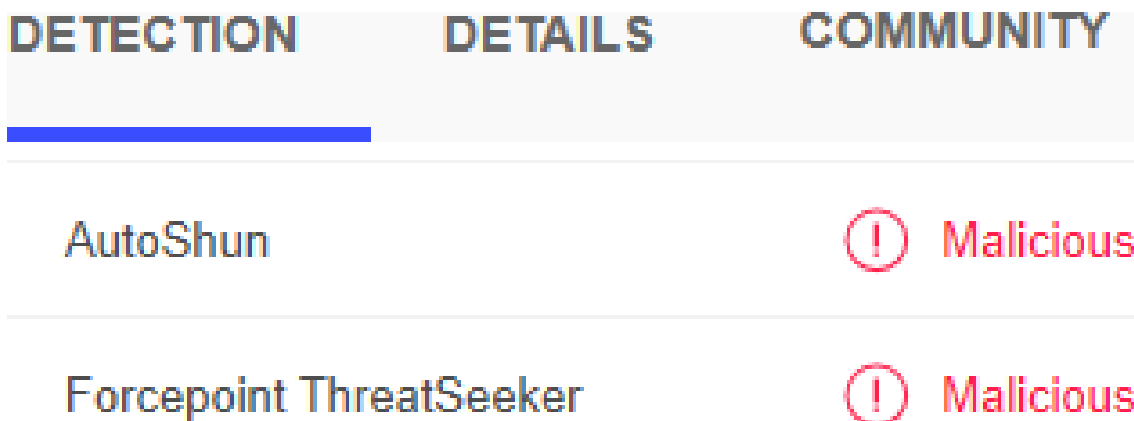 DETECTION DETAILS COMMUNITY
AutoShun Malicious
Forcepoint ThreatSeeker Malicious